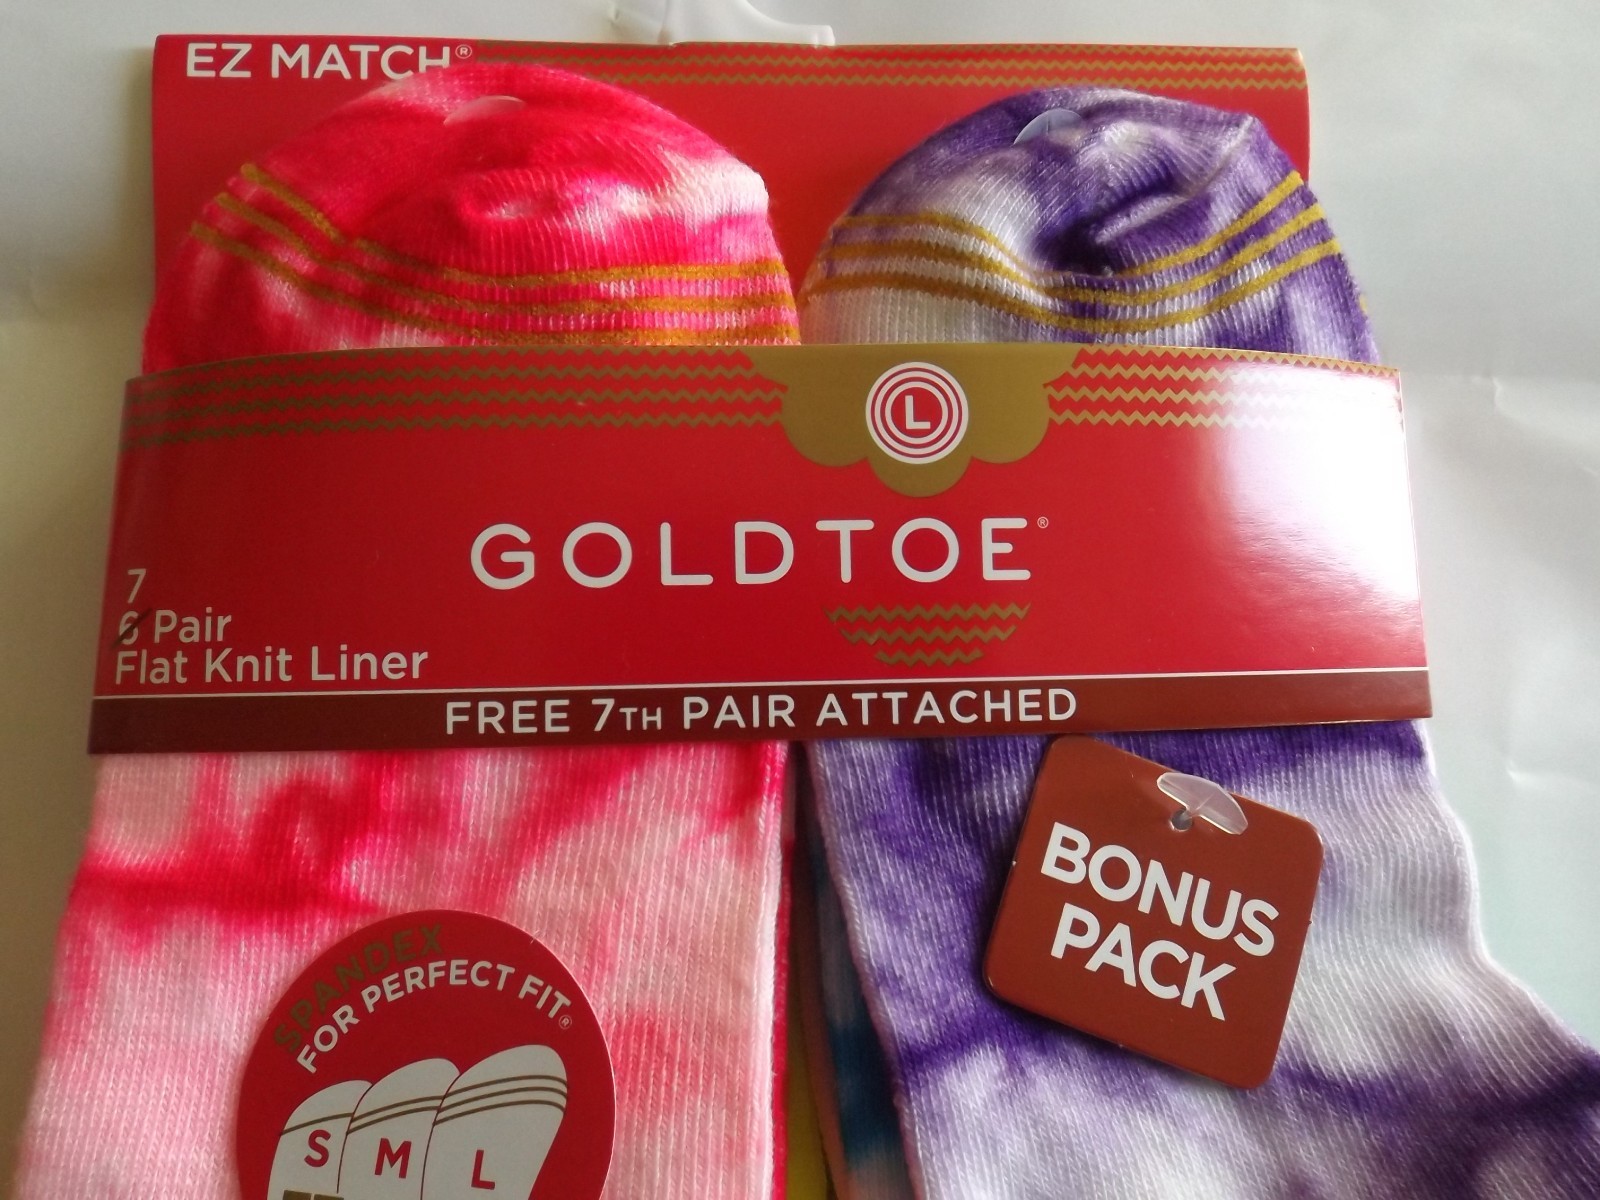 EZ MATCH®
L
GOLDTOE®
7
6 Pair
Flat Knit Liner
FREE 7TH PAIR ATTACHED
BONUS
PACK
SPANDEX
FOR PERFECT FIT®
S M L